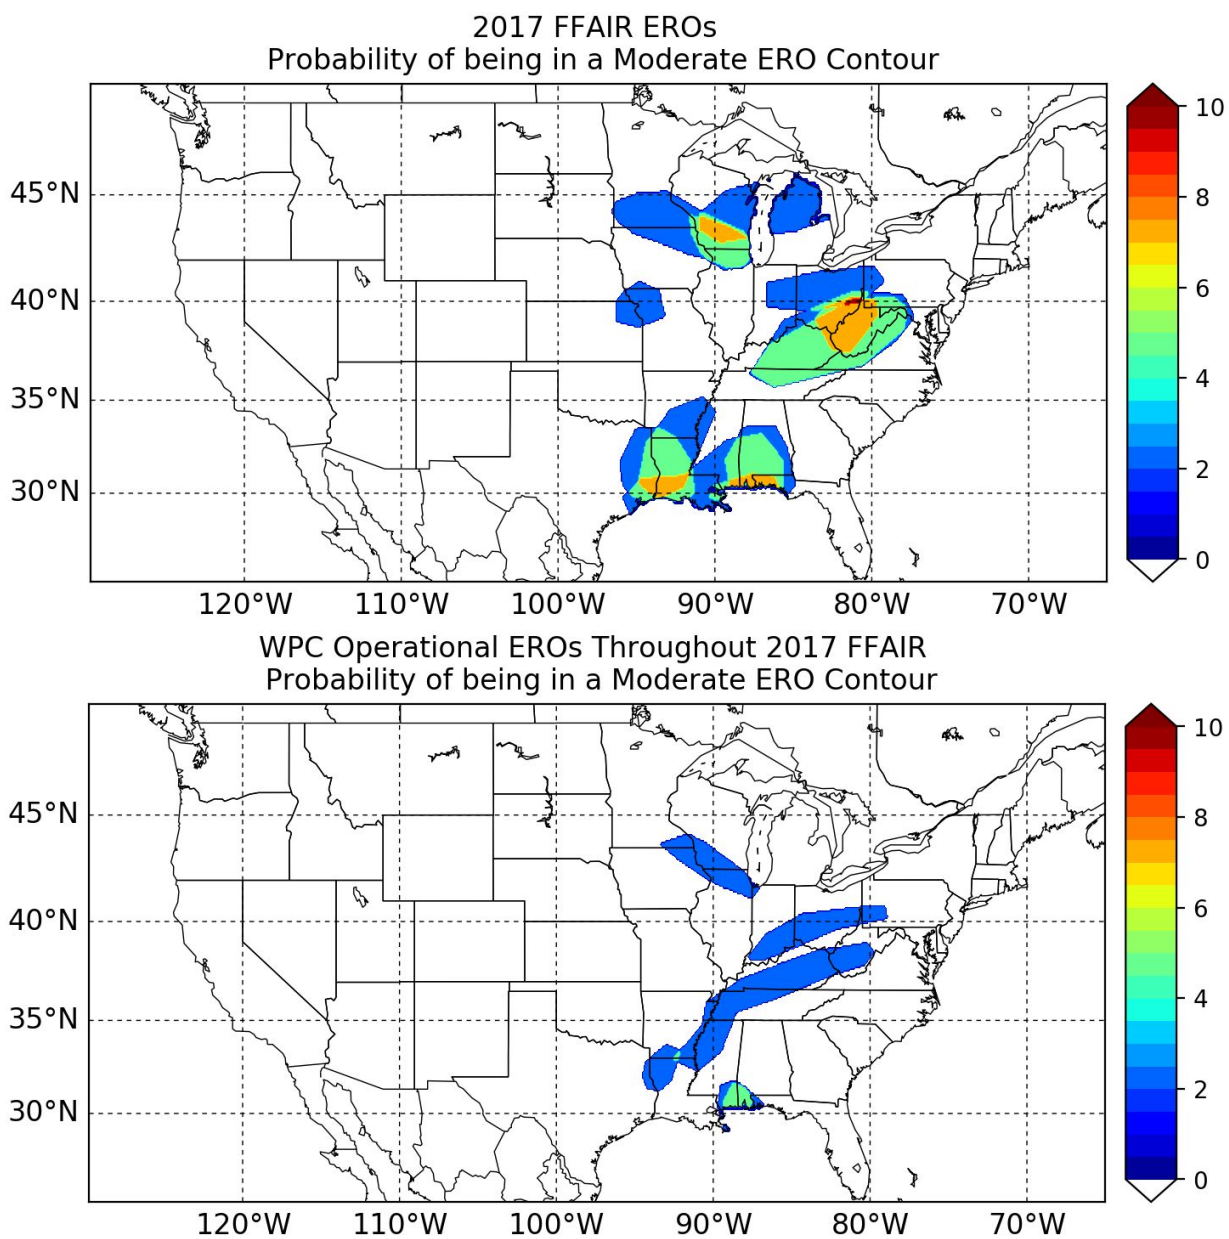 2017 FFAIR EROs
Probability of being in a Moderate ERO Contour
10
8
6
4
2
0
45°N
40°N
35°N
30°N
120°W 110°W 100°W 90°W 80°W 70°W
WPC Operational EROs Throughout 2017 FFAIR
Probability of being in a Moderate ERO Contour
10
8
6
4
2
0
45°N
40°N
35°N
30°N
120°W 110°W 100°W 90°W 80°W 70°W